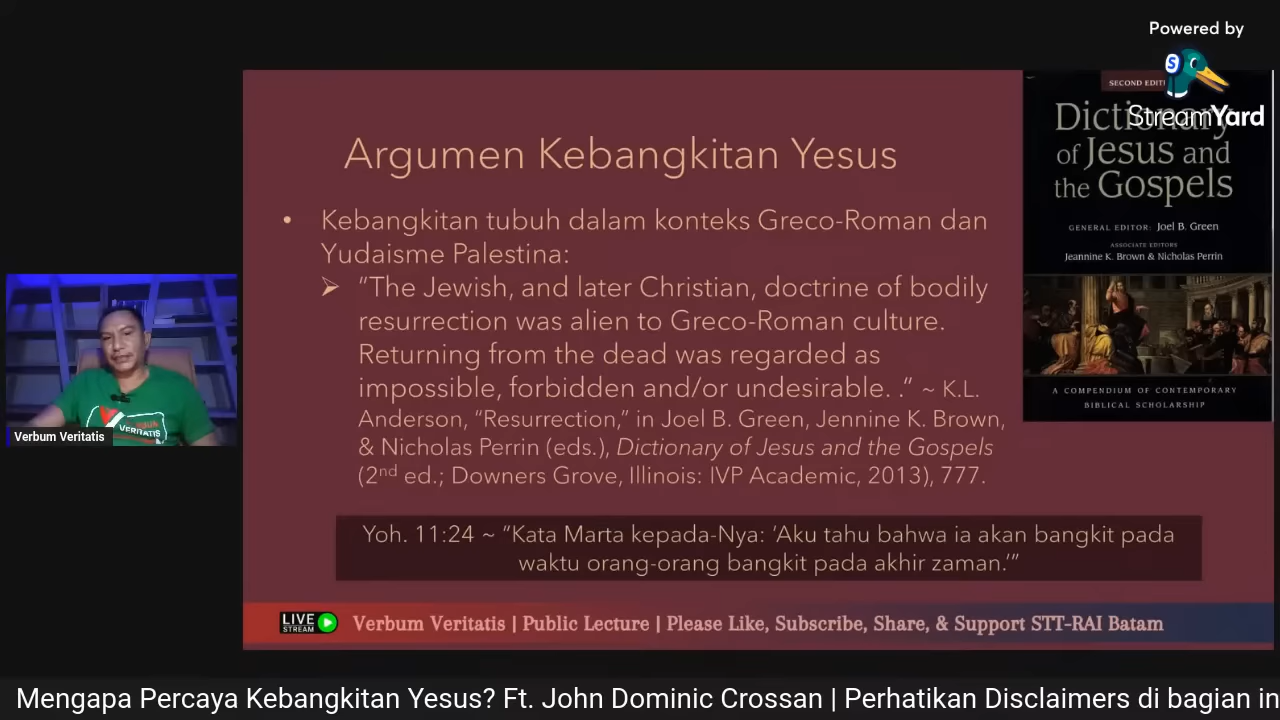 Powered by
StreamYard
SECOND EDIT
Dictionary
of Jesus and
the Gospels
GENERAL EDITOR: Joel B. Green
ASSOCIATE EDITORS
Jeannine K. Brown & Nicholas Perrin
A COMPENDIUM OF CONTEMPORARY
BIBLICAL SCHOLARSHIP
Argumen Kebangkitan Yesus
• Kebangkitan tubuh dalam konteks Greco-Roman dan
Yudaisme Palestina:
➢ “The Jewish, and later Christian, doctrine of bodily
resurrection was alien to Greco-Roman culture.
Returning from the dead was regarded as
impossible, forbidden and/or undesirable. .” ~ K.L.
Anderson, “Resurrection,” in Joel B. Green, Jennine K. Brown,
& Nicholas Perrin (eds.), Dictionary of Jesus and the Gospels
(2nd ed.; Downers Grove, Illinois: IVP Academic, 2013), 777.
Yoh. 11:24 ~ “Kata Marta kepada-Nya: ‘Aku tahu bahwa ia akan bangkit pada
waktu orang-orang bangkit pada akhir zaman.’”
VERITATIS
Verbum Veritatis
LIVE
STREAM
Verbum Veritatis | Public Lecture | Please Like, Subscribe, Share, & Support STT-RAI Batam
Mengapa Percaya Kebangkitan Yesus? Ft. John Dominic Crossan | Perhatikan Disclaimers di bagian in